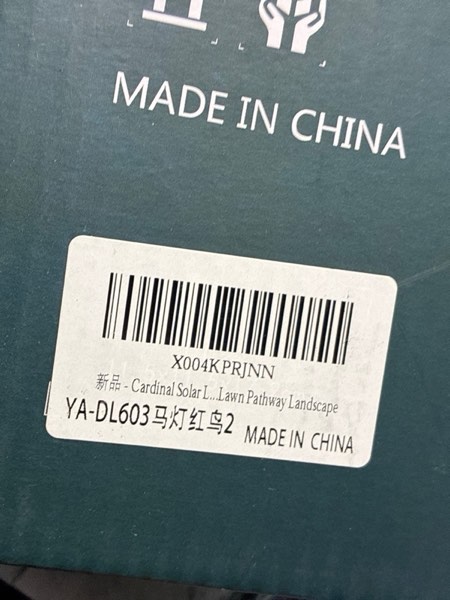 MADE IN CHINA
X004KPRJNN
新品 - Cardinal Solar L...Lawn Pathway Landscape
YA-DL603马灯红鸟2 MADE IN CHINA